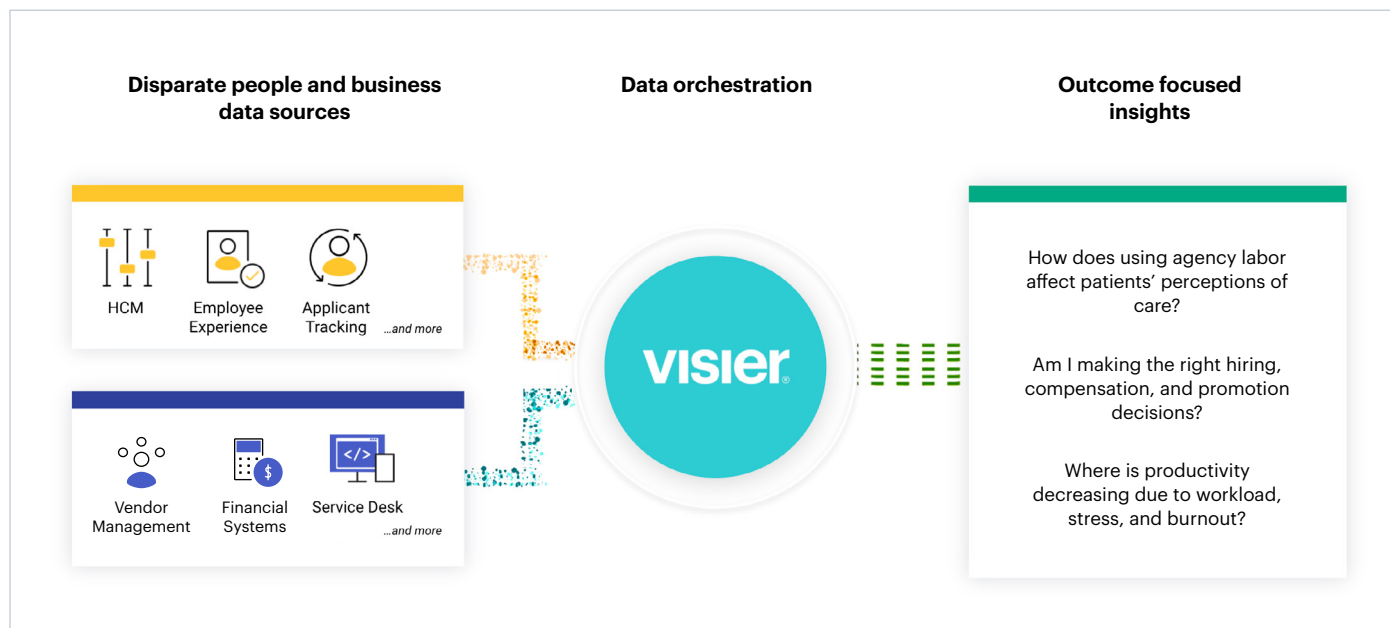 Disparate people and business
data sources
Data orchestration
Outcome focused
insights
HCM
Employee
Experience
Applicant
Tracking
...and more
Vendor
Management
Financial
Systems
$
</>
Service Desk
...and more
VISIER®
How does using agency labor
affect patients’ perceptions of
care?
Am I making the right hiring,
compensation, and promotion
decisions?
Where is productivity
decreasing due to workload,
stress, and burnout?